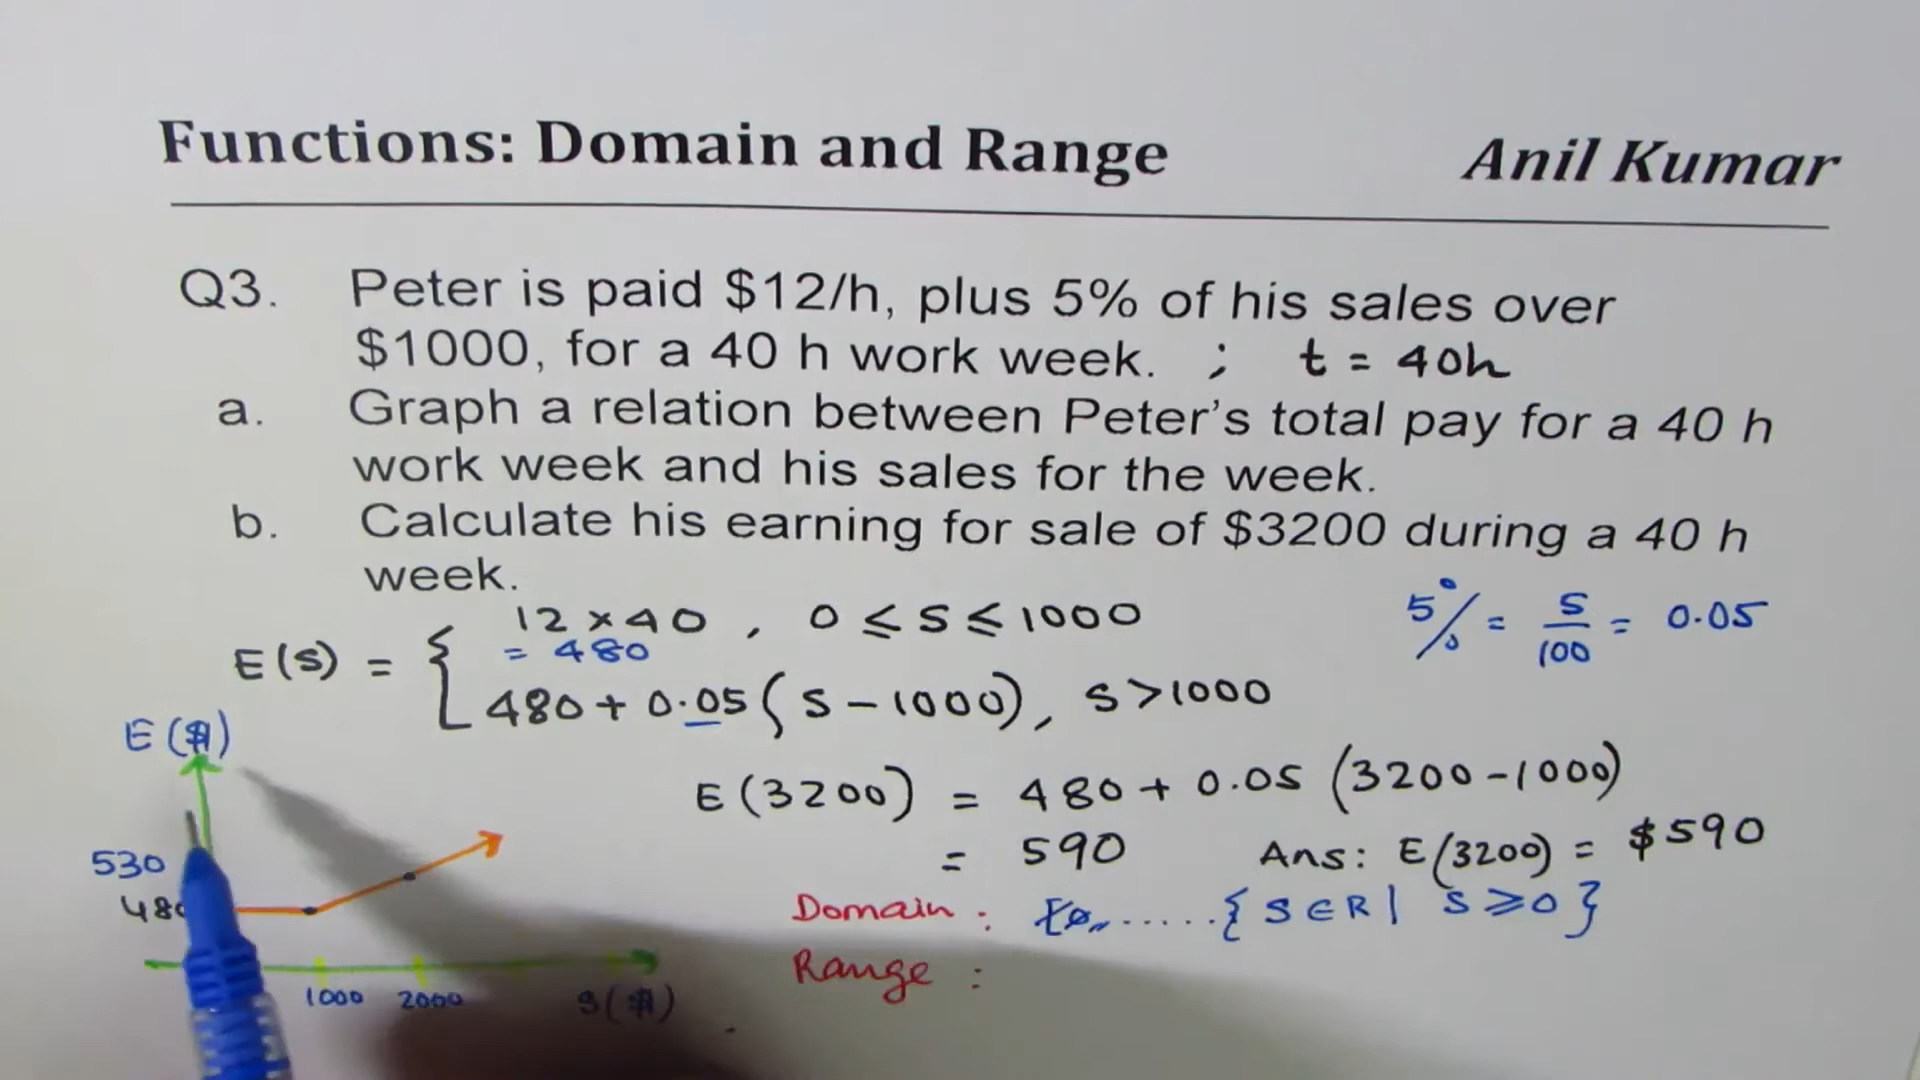 Functions: Domain and Range Anil Kumar
Q3. Peter is paid $12/h, plus 5% of his sales over
$1000, for a 40 h work week. ; t = 40h
a. Graph a relation between Peter's total pay for a 40 h
work week and his sales for the week.
b. Calculate his earning for sale of $3200 during a 40 h
week.
12 × 40 , 0 ≤ S ≤ 1000
= 480
E(S) = {
480 + 0.05 (S - 1000), S > 1000
5% = 5/100 = 0.05
E($)
E(3200) = 480 + 0.05 (3200 - 1000)
= 590 Ans: E(3200) = $590
530
480
Domain : ...... { S ∈ R | S ≥ 0 }
Range :
1000 2000 S($)